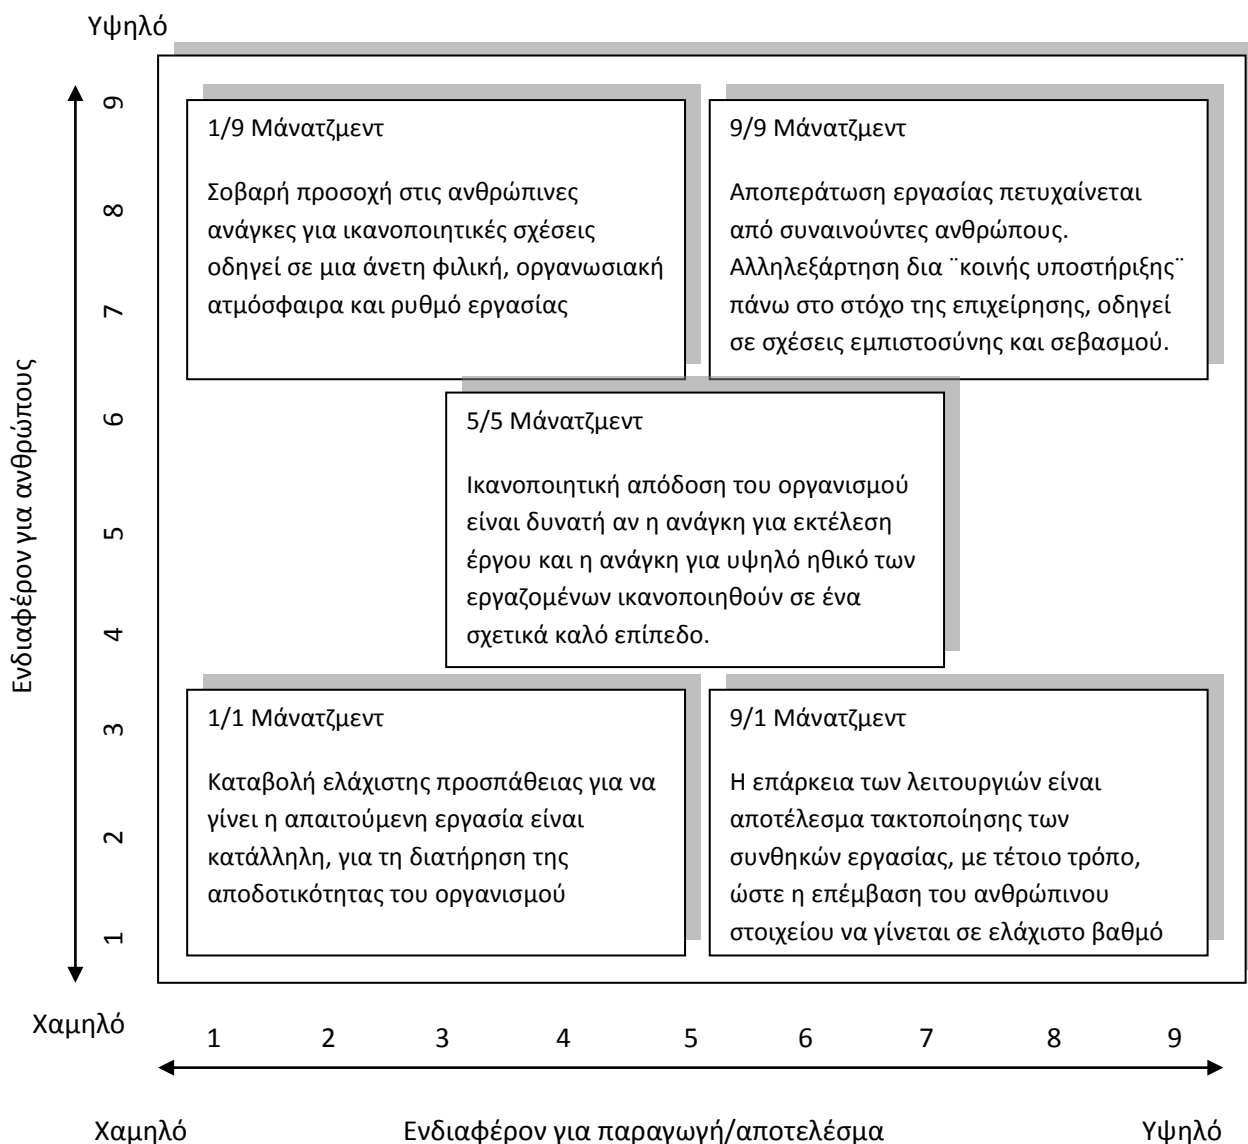 Υψηλό
Ενδιαφέρον για ανθρώπους
9
8
7
6
5
4
3
2
1
1/9 Μάνατζμεντ
Σοβαρή προσοχή στις ανθρώπινες
ανάγκες για ικανοποιητικές σχέσεις
οδηγεί σε μια άνετη φιλική, οργανωσιακή
ατμόσφαιρα και ρυθμό εργασίας
9/9 Μάνατζμεντ
Αποπεράτωση εργασίας πετυχαίνεται
από συναινούντες ανθρώπους.
Αλληλεξάρτηση δια ¨κοινής υποστήριξης¨
πάνω στο στόχο της επιχείρησης, οδηγεί
σε σχέσεις εμπιστοσύνης και σεβασμού.
5/5 Μάνατζμεντ
Ικανοποιητική απόδοση του οργανισμού
είναι δυνατή αν η ανάγκη για εκτέλεση
έργου και η ανάγκη για υψηλό ηθικό των
εργαζομένων ικανοποιηθούν σε ένα
σχετικά καλό επίπεδο.
1/1 Μάνατζμεντ
Καταβολή ελάχιστης προσπάθειας για να
γίνει η απαιτούμενη εργασία είναι
κατάλληλη, για τη διατήρηση της
αποδοτικότητας του οργανισμού
9/1 Μάνατζμεντ
Η επάρκεια των λειτουργιών είναι
αποτέλεσμα τακτοποίησης των
συνθηκών εργασίας, με τέτοιο τρόπο,
ώστε η επέμβαση του ανθρώπινου
στοιχείου να γίνεται σε ελάχιστο βαθμό
Χαμηλό
1 2 3 4 5 6 7 8 9
Χαμηλό Ενδιαφέρον για παραγωγή/αποτελέσμα Υψηλό